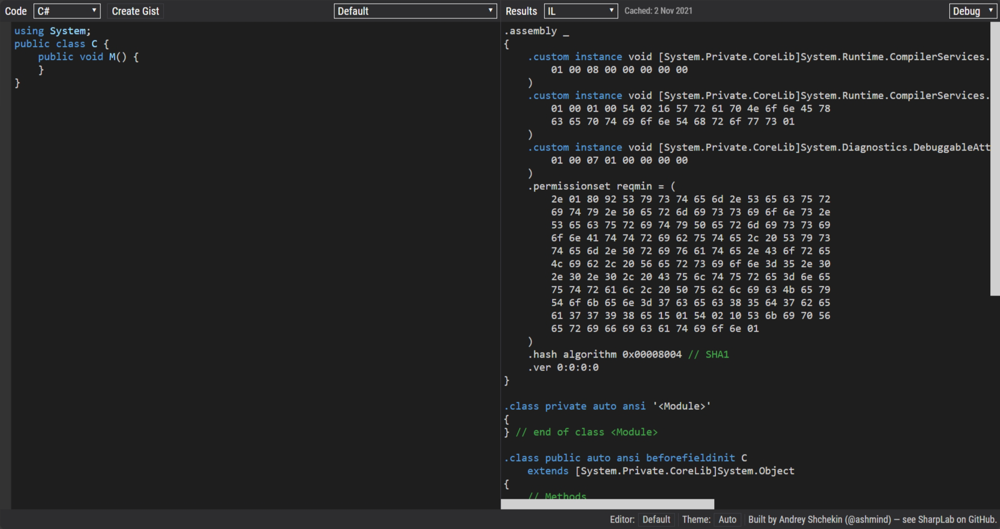 Code C# Create Gist Default Results IL Cached: 2 Nov 2021 Debug
using System;
public class C {
    public void M() {
    }
}
.assembly _
{
    .custom instance void [System.Private.CoreLib]System.Runtime.CompilerServices.
        01 00 08 00 00 00 00 00
    )
    .custom instance void [System.Private.CoreLib]System.Runtime.CompilerServices.
        01 00 01 00 54 02 16 57 72 61 70 4e 6f 6e 45 78
        63 65 70 74 69 6f 6e 54 68 72 6f 77 73 01
    )
    .custom instance void [System.Private.CoreLib]System.Diagnostics.DebuggableAtt
        01 00 07 01 00 00 00 00
    )
    .permissionset reqmin = (
        2e 01 80 92 53 79 73 74 65 6d 2e 53 65 63 75 72
        69 74 79 2e 50 65 72 6d 69 73 73 69 6f 6e 73 2e
        53 65 63 75 72 69 74 79 50 65 72 6d 69 73 73 69
        6f 6e 41 74 74 72 69 62 75 74 65 2c 20 53 79 73
        74 65 6d 2e 50 72 69 76 61 74 65 2e 43 6f 72 65
        4c 69 62 2c 20 56 65 72 73 69 6f 6e 3d 35 2e 30
        2e 30 2e 30 2c 20 43 75 6c 74 75 72 65 3d 6e 65
        75 74 72 61 6c 2c 20 50 75 62 6c 69 63 4b 65 79
        54 6f 6b 65 6e 3d 37 63 65 63 38 35 64 37 62 65
        61 37 37 39 38 65 15 01 54 02 10 53 6b 69 70 56
        65 72 69 66 69 63 61 74 69 6f 6e 01
    )
    .hash algorithm 0x00008004 // SHA1
    .ver 0:0:0:0
}
.class private auto ansi '<Module>'
{
} // end of class <Module>
.class public auto ansi beforefieldinit C
    extends [System.Private.CoreLib]System.Object
{
    // Methods
Editor: Default Theme: Auto Built by Andrey Shchekin (@ashmind) — see SharpLab on GitHub.